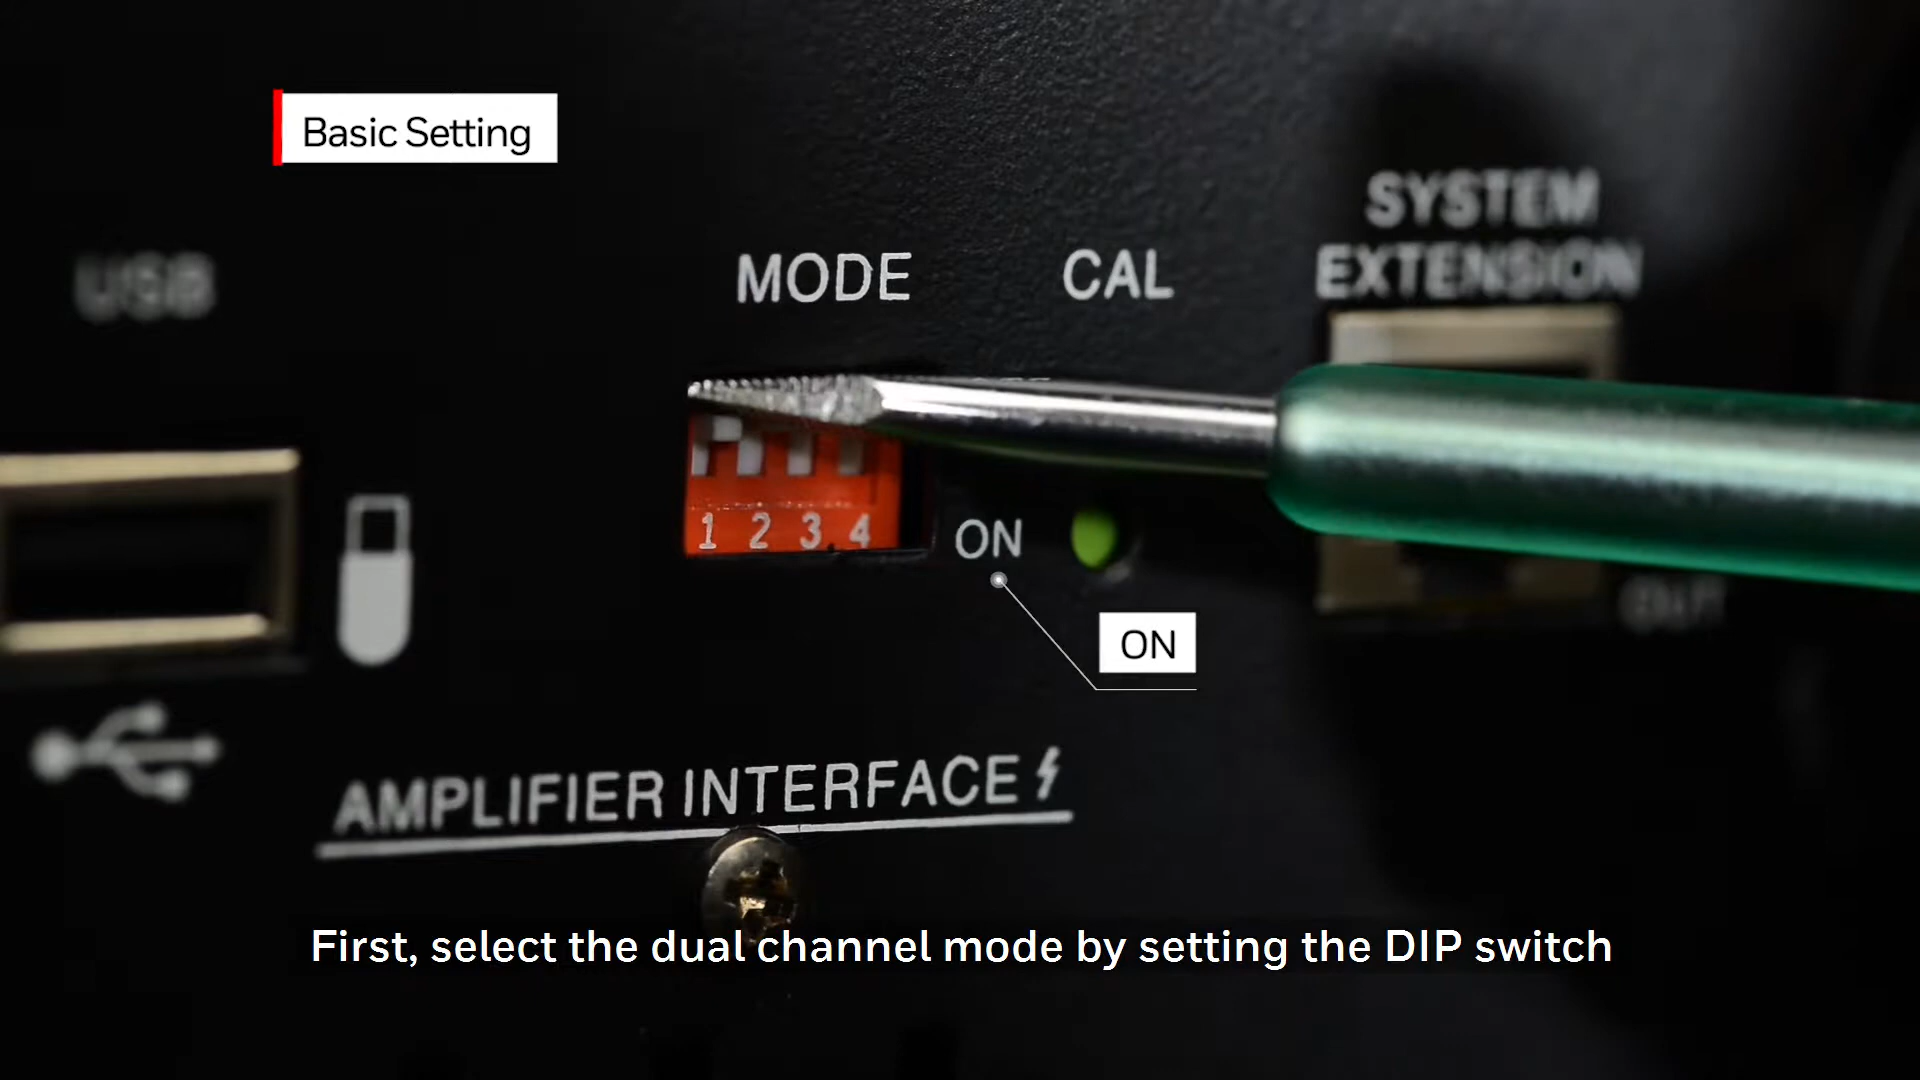 Basic Setting
USB
MODE
CAL
SYSTEM
EXTENSION
1 2 3 4
ON
OUT
ON
AMPLIFIER INTERFACE
First, select the dual channel mode by setting the DIP switch